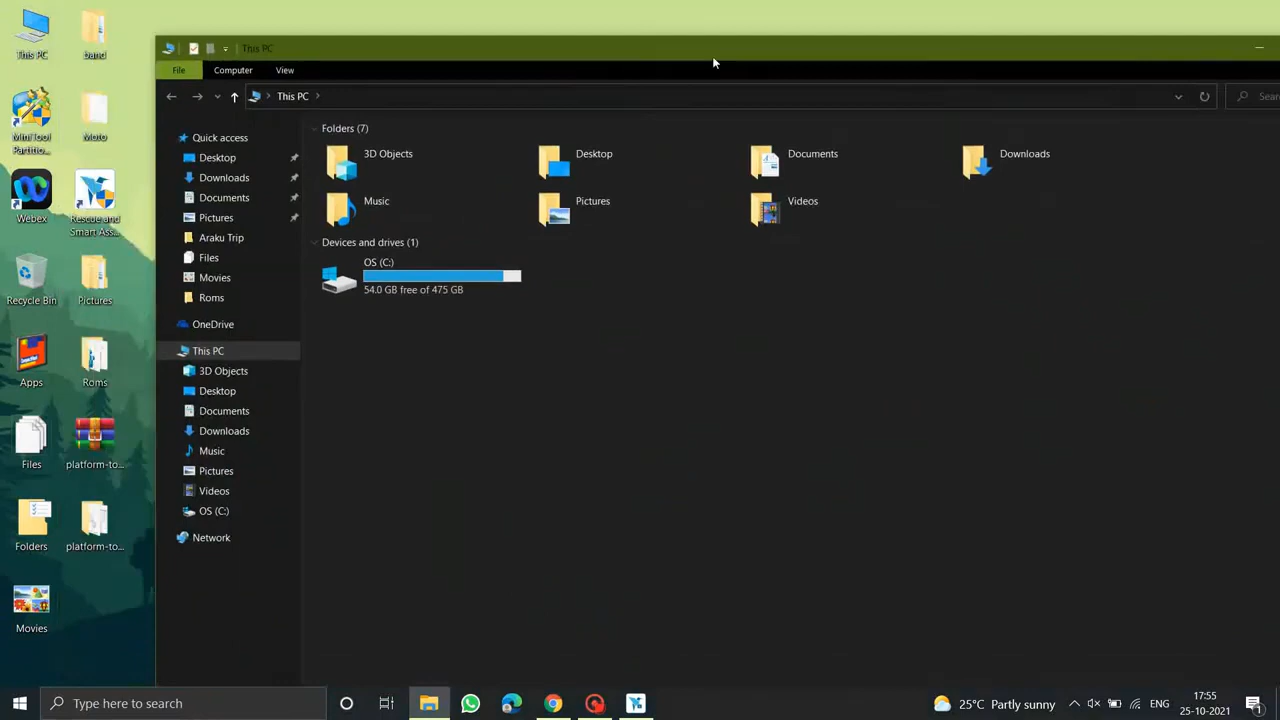 This PC
band
MiniTool
Partitio...
Moto
Webex
Rescue and
Smart Ass...
Recycle Bin
Pictures
Apps
Roms
Files
platform-to...
Folders
platform-to...
Movies
This PC
File
Computer
View
This PC
Sear
Quick access
Desktop
Downloads
Documents
Pictures
Araku Trip
Files
Movies
Roms
OneDrive
This PC
3D Objects
Desktop
Documents
Downloads
Music
Pictures
Videos
OS (C:)
Network
Folders (7)
3D Objects
Desktop
Documents
Downloads
Music
Pictures
Videos
Devices and drives (1)
OS (C:)
54.0 GB free of 475 GB
Type here to search
25°C Partly sunny
ENG
17:55
25-10-2021